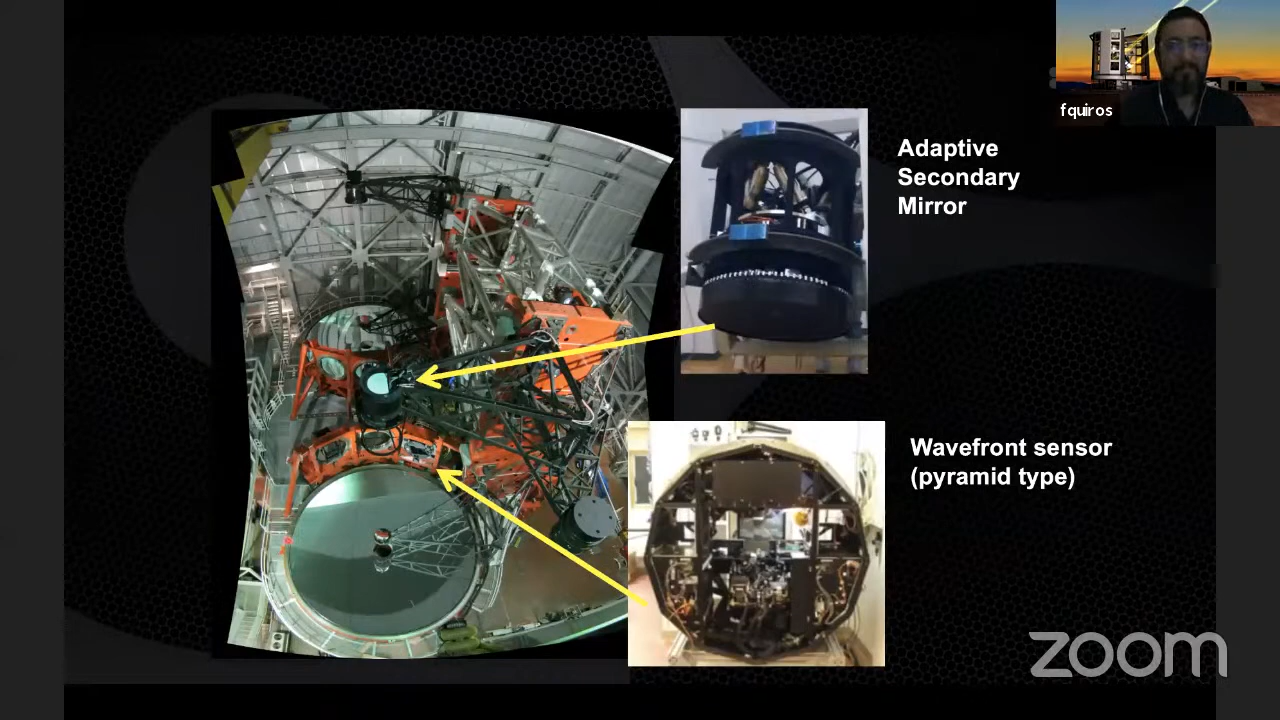 fquiros
Adaptive
Secondary
Mirror
Wavefront sensor
(pyramid type)
zoom